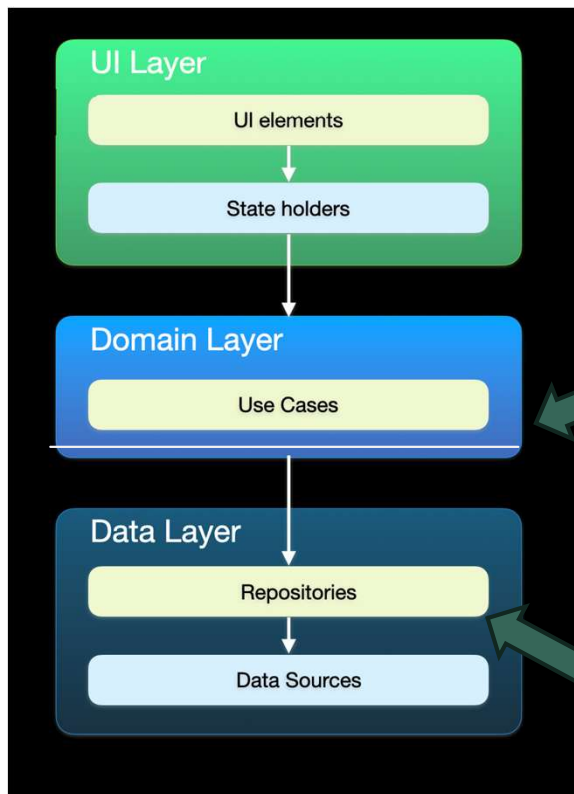 UI Layer
UI elements
State holders
Domain Layer
Use Cases
Data Layer
Repositories
Data Sources